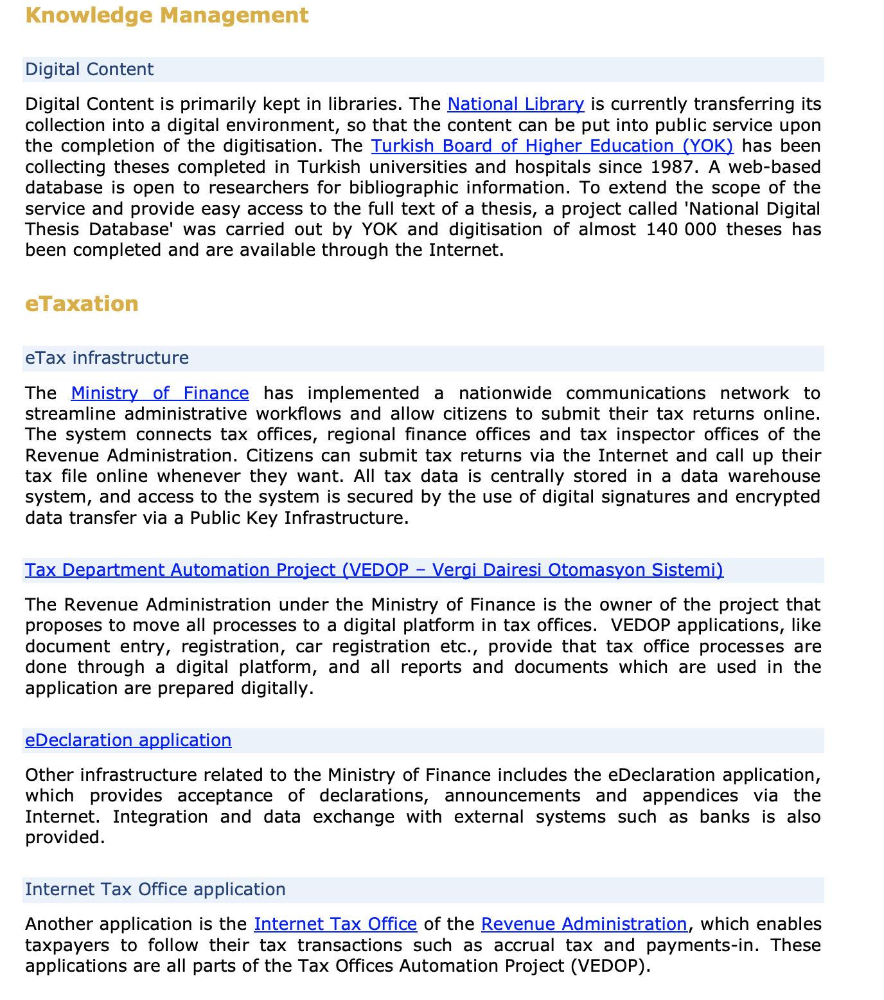 Knowledge Management
Digital Content
Digital Content is primarily kept in libraries. The National Library is currently transferring its
collection into a digital environment, so that the content can be put into public service upon
the completion of the digitisation. The Turkish Board of Higher Education (YOK) has been
collecting theses completed in Turkish universities and hospitals since 1987. A web-based
database is open to researchers for bibliographic information. To extend the scope of the
service and provide easy access to the full text of a thesis, a project called 'National Digital
Thesis Database' was carried out by YOK and digitisation of almost 140 000 theses has
been completed and are available through the Internet.
eTaxation
eTax infrastructure
The Ministry of Finance has implemented a nationwide communications network to
streamline administrative workflows and allow citizens to submit their tax returns online.
The system connects tax offices, regional finance offices and tax inspector offices of the
Revenue Administration. Citizens can submit tax returns via the Internet and call up their
tax file online whenever they want. All tax data is centrally stored in a data warehouse
system, and access to the system is secured by the use of digital signatures and encrypted
data transfer via a Public Key Infrastructure.
Tax Department Automation Project (VEDOP – Vergi Dairesi Otomasyon Sistemi)
The Revenue Administration under the Ministry of Finance is the owner of the project that
proposes to move all processes to a digital platform in tax offices.  VEDOP applications, like
document entry, registration, car registration etc., provide that tax office processes are
done through a digital platform, and all reports and documents which are used in the
application are prepared digitally.
eDeclaration application
Other infrastructure related to the Ministry of Finance includes the eDeclaration application,
which provides acceptance of declarations, announcements and appendices via the
Internet. Integration and data exchange with external systems such as banks is also
provided.
Internet Tax Office application
Another application is the Internet Tax Office of the Revenue Administration, which enables
taxpayers to follow their tax transactions such as accrual tax and payments-in. These
applications are all parts of the Tax Offices Automation Project (VEDOP).